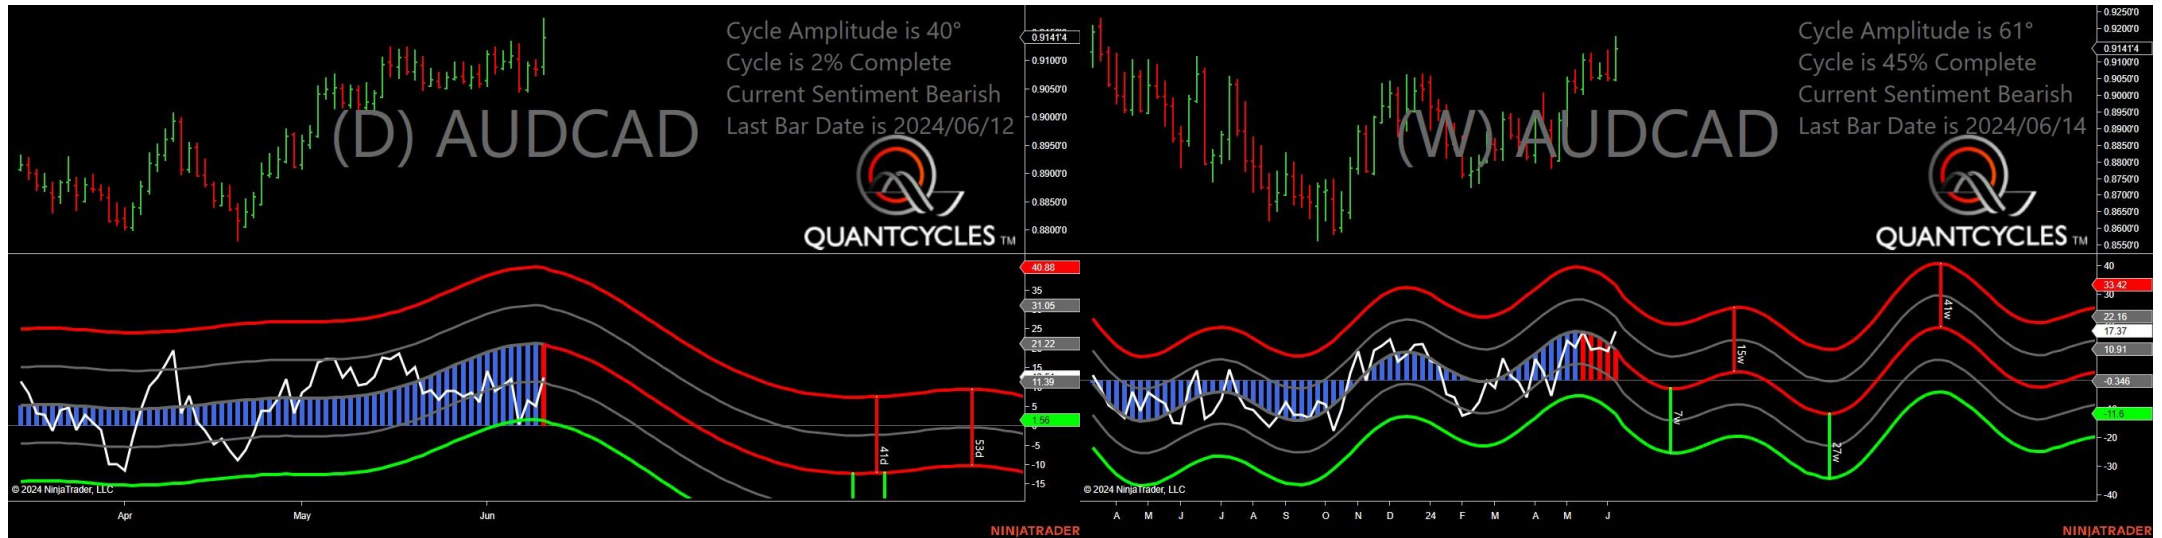 Cycle Amplitude is 40°
Cycle is 2% Complete
Current Sentiment Bearish
Last Bar Date is 2024/06/12
(D) AUDCAD
QUANTCYCLES TM
0.9141'4
0.9100'0
0.9050'0
0.9000'0
0.8950'0
0.8900'0
0.8850'0
0.8800'0
40.88
35
31.05
25
21.22
15
11.39
5
1.56
-5
-10
-15
41d
53d
© 2024 NinjaTrader, LLC
Apr
May
Jun
NINJATRADER
Cycle Amplitude is 61°
Cycle is 45% Complete
Current Sentiment Bearish
Last Bar Date is 2024/06/14
(W) AUDCAD
QUANTCYCLES TM
0.9250'0
0.9200'0
0.9141'4
0.9100'0
0.9050'0
0.9000'0
0.8950'0
0.8900'0
0.8850'0
0.8800'0
0.8750'0
0.8700'0
0.8650'0
0.8600'0
0.8550'0
40
33.42
30
22.16
17.37
10.91
-0.346
-11.6
-20
-30
-40
7w
15w
27w
41w
© 2024 NinjaTrader, LLC
A M J J A S O N D 24 F M A M J
NINJATRADER